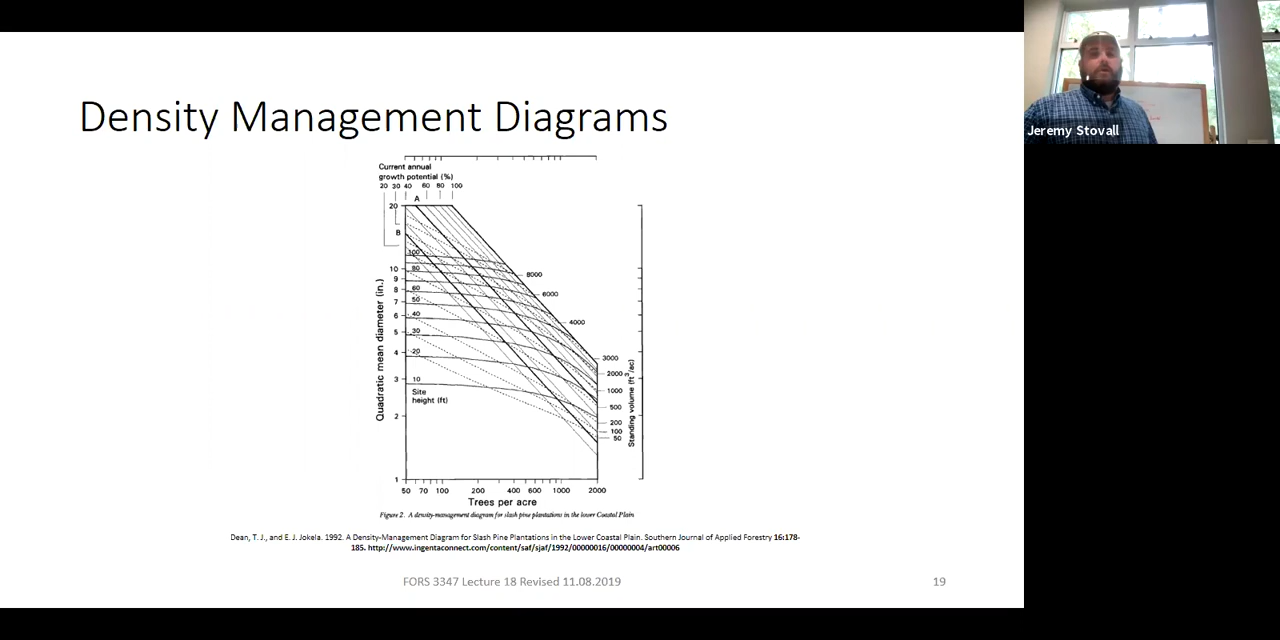 Density Management Diagrams
Jeremy Stovall
Current annual
growth potential (%)
20 30 40 60 80 100
A
B
20
10
9
8
7
6
5
4
3
2
1
Quadratic mean diameter (in.)
100
80
60
50
40
30
20
10
Site
height (ft)
8000
6000
4000
3000
2000
1000
500
200
100
50
Standing volume (ft³/ac)
50 70 100 200 400 600 1000 2000
Trees per acre
Figure 2. A density-management diagram for slash pine plantations in the lower Coastal Plain
Dean, T. J., and E. J. Jokela. 1992. A Density-Management Diagram for Slash Pine Plantations in the Lower Coastal Plain. Southern Journal of Applied Forestry 16:178-
185. http://www.ingentaconnect.com/content/saf/sjaf/1992/00000016/00000004/art00006
FORS 3347 Lecture 18 Revised 11.08.2019
19